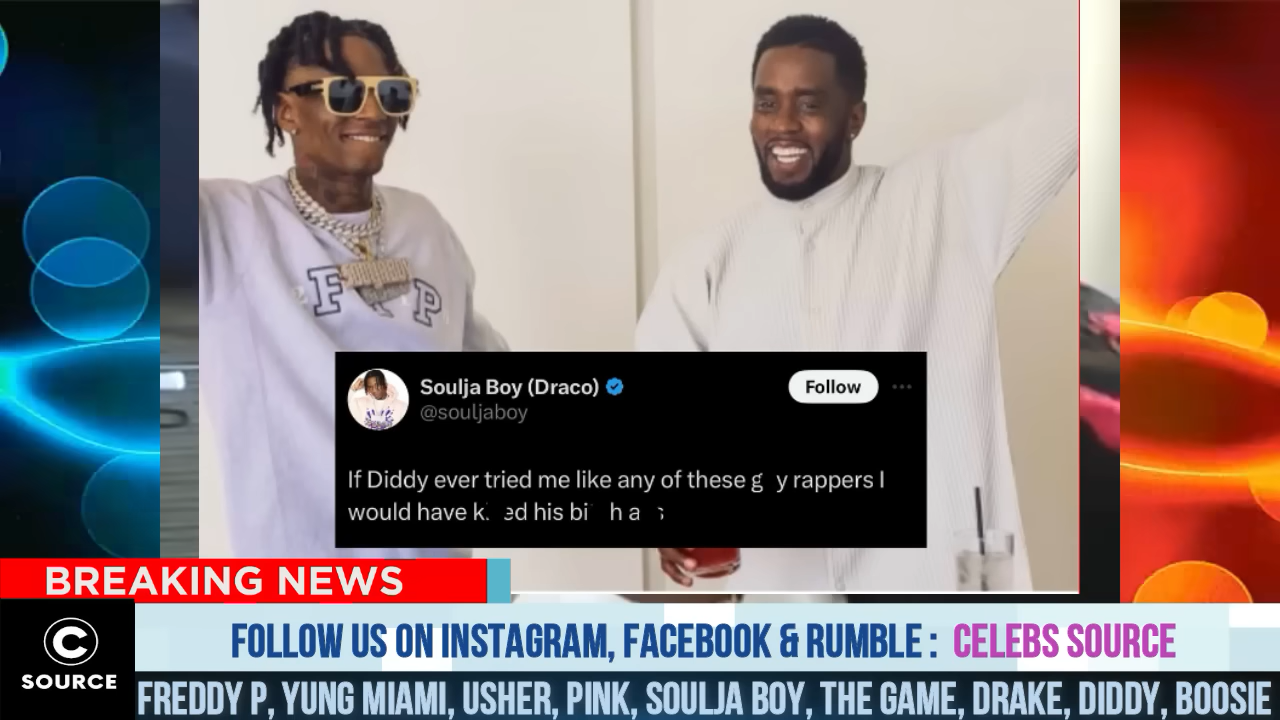 F P
Soulja Boy (Draco)
Follow
@souljaboy
If Diddy ever tried me like any of these g y rappers I
would have k. ed his bi h a s
BREAKING NEWS
C
SOURCE
FOLLOW US ON INSTAGRAM, FACEBOOK & RUMBLE : CELEBS SOURCE
FREDDY P, YUNG MIAMI, USHER, PINK, SOULJA BOY, THE GAME, DRAKE, DIDDY, BOOSIE